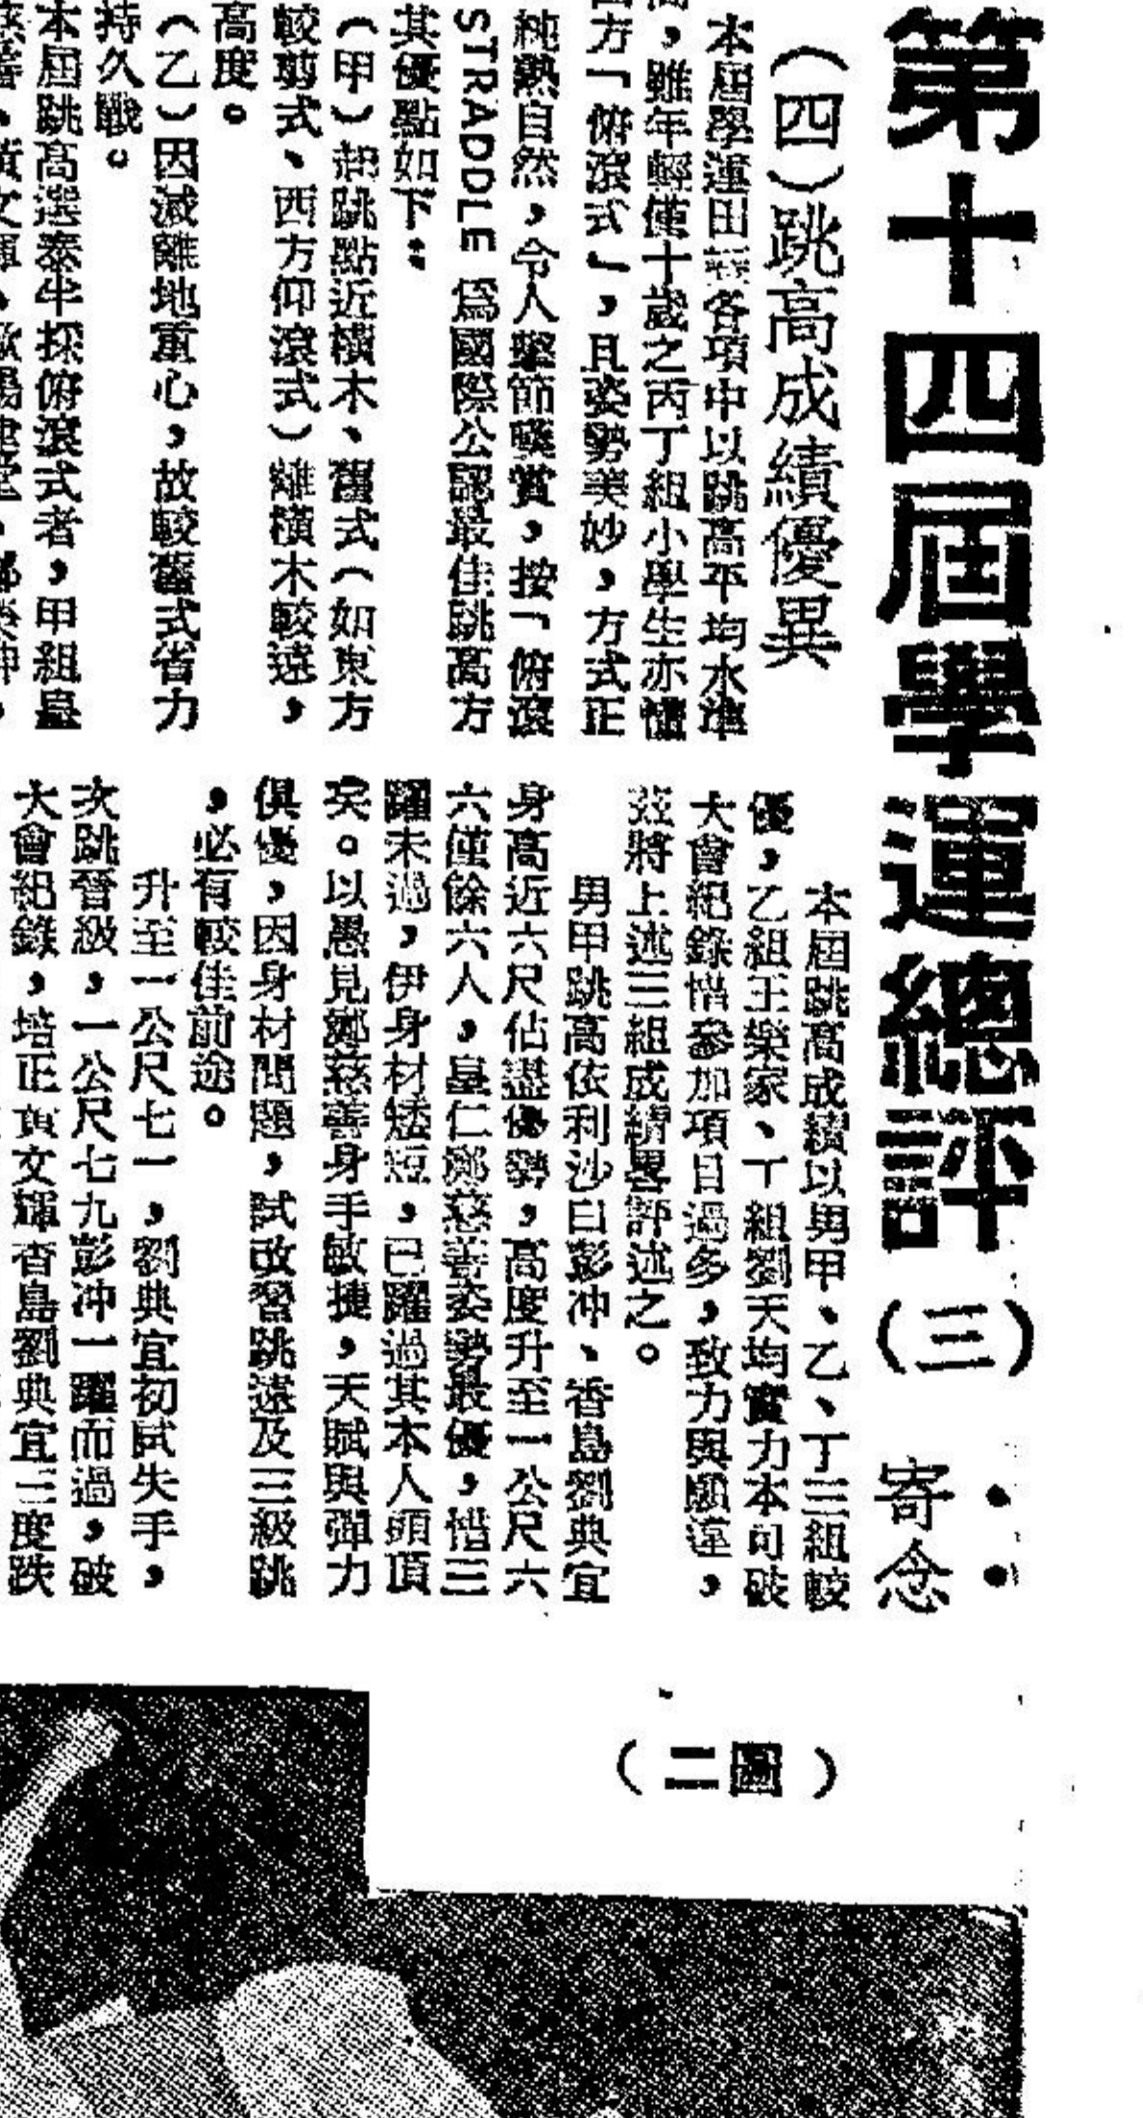 第十四屆學運總評(三)
寄念
(四)跳高成績優異
本屆學運田各項中以跳高平均水準
,雖年輕僅十歲之丙丁組小學生亦懂
方「俯滾式」,且姿勢美妙,方式正
純熟自然,令人擊節嘆賞,按「俯滾
STRADDLE 爲國際公認最佳跳高方
其優點如下:
(甲)起跳點近橫木、舊式(如東方
較剪式、西方仰滾式)離橫木較遠,
高度。
(乙)因減離地重心,故較舊式省力
持久戰。
本屆跳高選泰半採俯滾式者,甲組皇
慈善、黃文輝、
本屆跳高成績以男甲、乙、丁三組較
優,乙組王榮家、丁組劉天均實力本可破
大會紀錄惜參加項目過多,致力與願違,
茲將上述三組成績畧評述之。
男甲跳高依利沙白彭冲、香島劉典宜
身高近六尺佔盡優勢,高度升至一公尺六
六僅餘六人,皇仁鄭慈善姿勢最優,惜三
躍未過,伊身材矮短,已躍過其本人頭頂
矣。以愚見鄭慈善身手敏捷,天賦與彈力
俱優,因身材問題,試改習跳遠及三級跳
,必有較佳前途。
升至一公尺七一,劉典宜初試失手,
次跳晉級,一公尺七九彭冲一躍而過,破
大會紀錄,培正黃文輝香島劉典宜三度跌
(二圖)